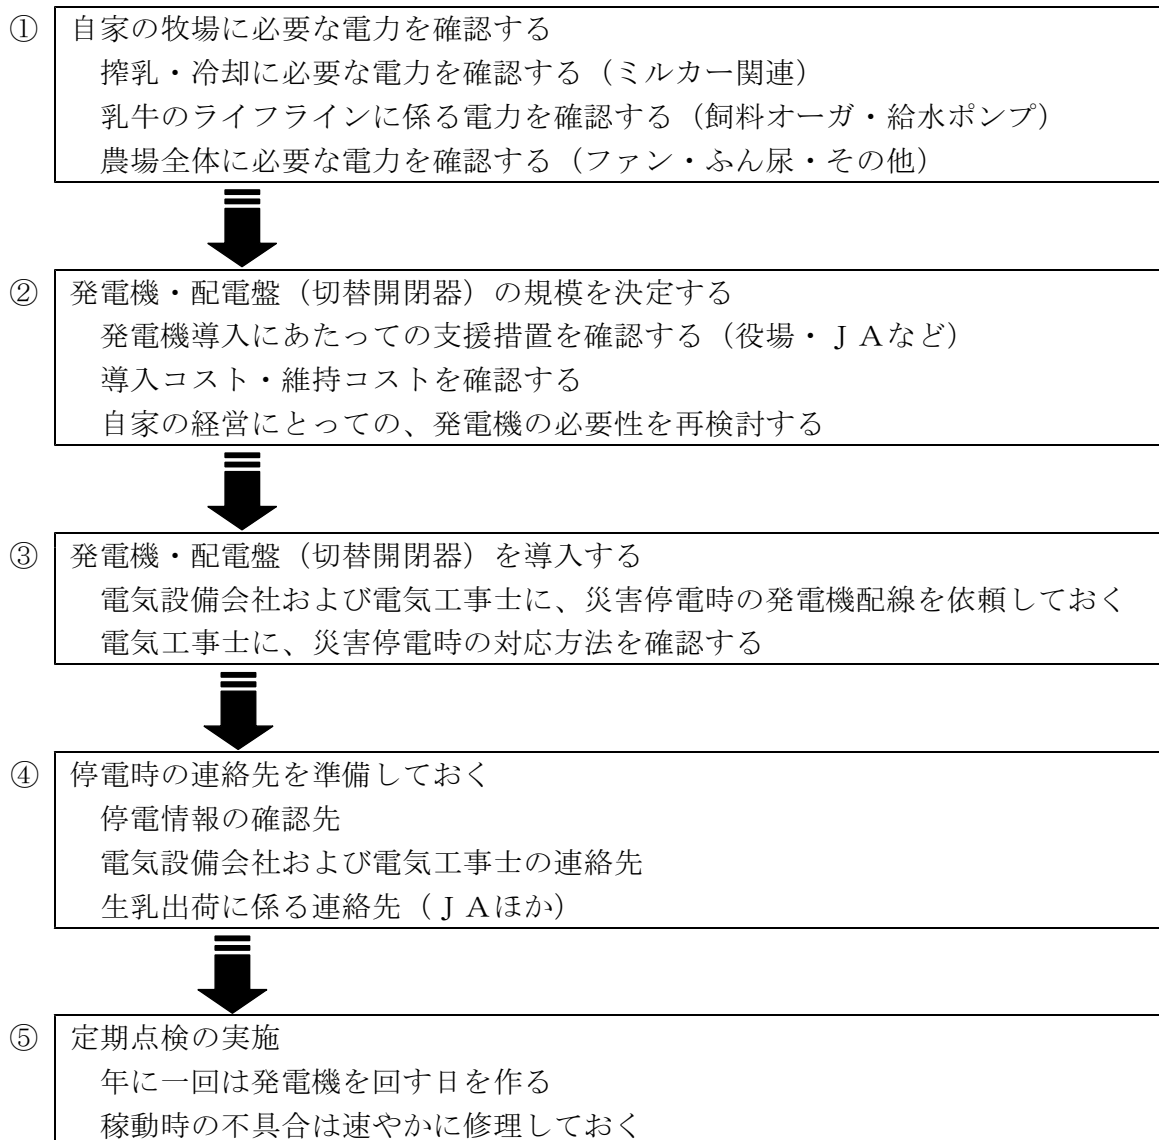 ① 自家の牧場に必要な電力を確認する
搾乳・冷却に必要な電力を確認する（ミルカー関連）
乳牛のライフラインに係る電力を確認する（飼料オーガ・給水ポンプ）
農場全体に必要な電力を確認する（ファン・ふん尿・その他）
② 発電機・配電盤（切替開閉器）の規模を決定する
発電機導入にあたっての支援措置を確認する（役場・ＪＡなど）
導入コスト・維持コストを確認する
自家の経営にとっての、発電機の必要性を再検討する
③ 発電機・配電盤（切替開閉器）を導入する
電気設備会社および電気工事士に、災害停電時の発電機配線を依頼しておく
電気工事士に、災害停電時の対応方法を確認する
④ 停電時の連絡先を準備しておく
停電情報の確認先
電気設備会社および電気工事士の連絡先
生乳出荷に係る連絡先（ＪＡほか）
⑤ 定期点検の実施
年に一回は発電機を回す日を作る
稼動時の不具合は速やかに修理しておく